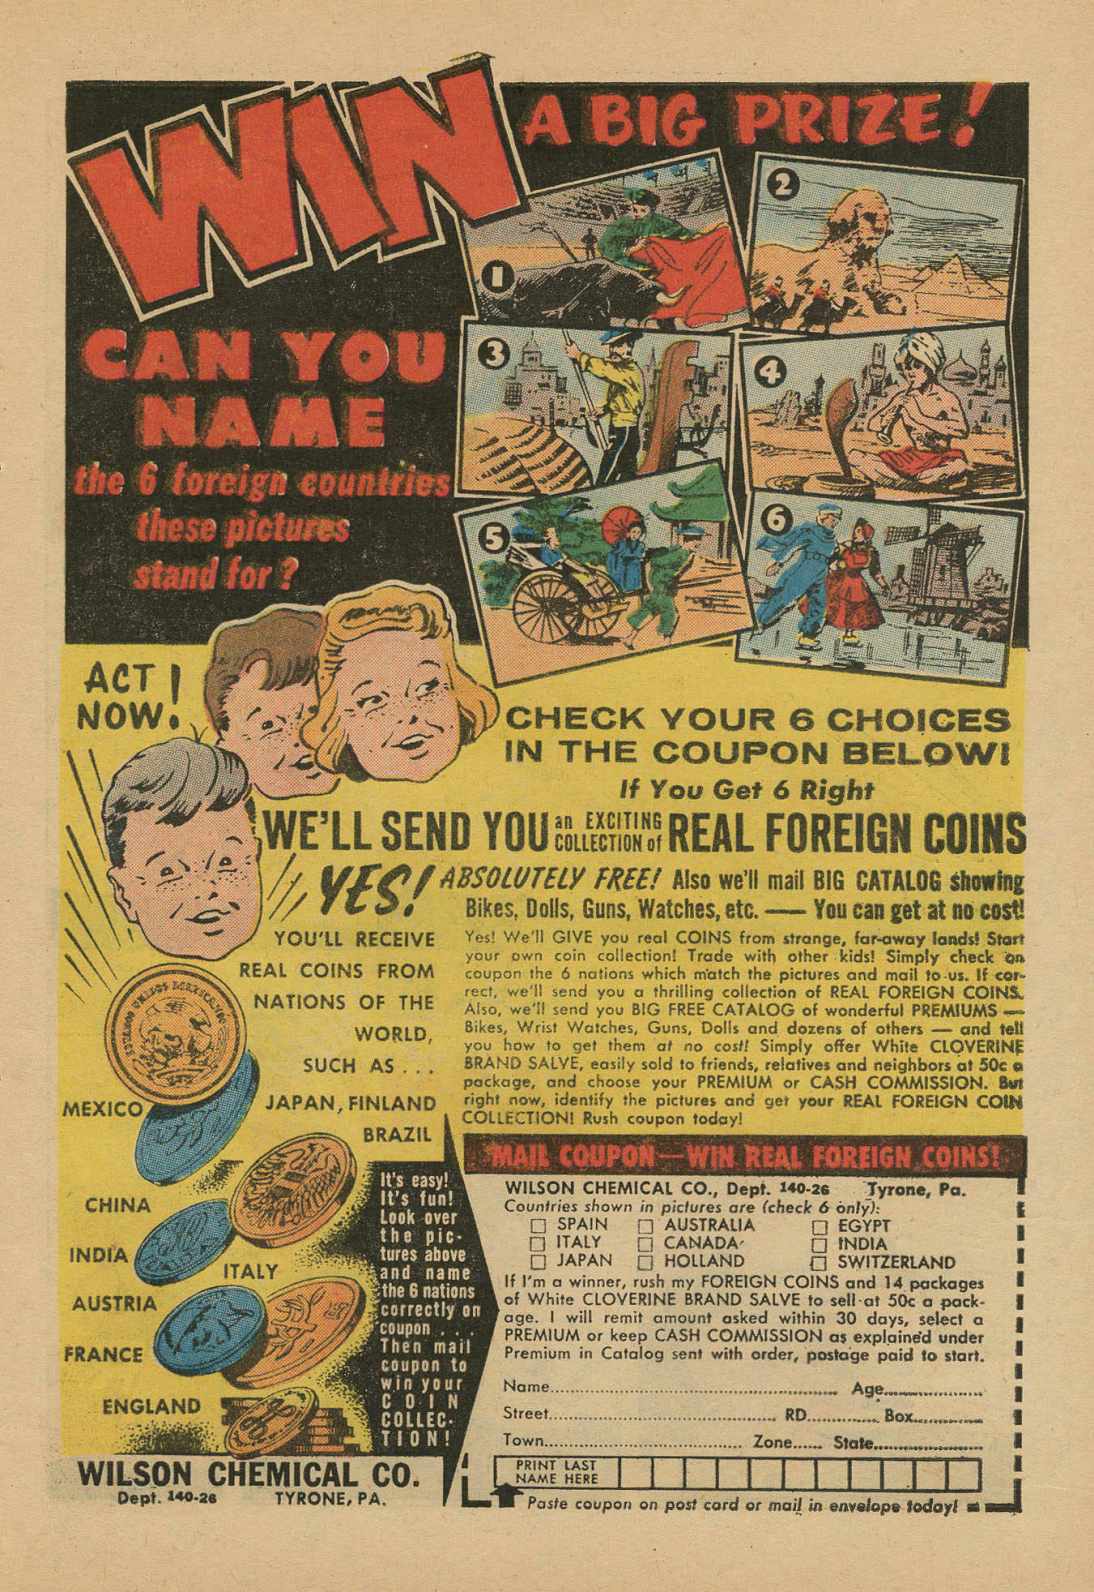 WIN
A BIG PRIZE!
CAN YOU
NAME
the 6 foreign countries
these pictures
stand for?
1
2
3
4
5
6
ACT
NOW!
CHECK YOUR 6 CHOICES
IN THE COUPON BELOW!
If You Get 6 Right
WE'LL SEND YOU an EXCITING COLLECTION of REAL FOREIGN COINS
YES!
ABSOLUTELY FREE! Also we'll mail BIG CATALOG showing
Bikes, Dolls, Guns, Watches, etc. — You can get at no cost!
YOU'LL RECEIVE
REAL COINS FROM
NATIONS OF THE
WORLD,
SUCH AS . . .
JAPAN, FINLAND
BRAZIL
MEXICO
CHINA
INDIA
ITALY
AUSTRIA
FRANCE
ENGLAND
Yes! We'll GIVE you real COINS from strange, far-away lands! Start
your own coin collection! Trade with other kids! Simply check on
coupon the 6 nations which match the pictures and mail to us. If cor-
rect, we'll send you a thrilling collection of REAL FOREIGN COINS.
Also, we'll send you BIG FREE CATALOG of wonderful PREMIUMS —
Bikes, Wrist Watches, Guns, Dolls and dozens of others — and tell
you how to get them at no cost! Simply offer White CLOVERINE
BRAND SALVE, easily sold to friends, relatives and neighbors at 50c a
package, and choose your PREMIUM or CASH COMMISSION. But
right now, identify the pictures and get your REAL FOREIGN COIN
COLLECTION! Rush coupon today!
It's easy!
It's fun!
Look over
the pic-
tures above
and name
the 6 nations
correctly on
coupon . . .
Then mail
coupon to
win your
COIN
COLLEC-
TION!
WILSON CHEMICAL CO.
Dept. 140-26 TYRONE, PA.
MAIL COUPON—WIN REAL FOREIGN COINS!
WILSON CHEMICAL CO., Dept. 140-26 Tyrone, Pa.
Countries shown in pictures are (check 6 only):
□ SPAIN □ AUSTRALIA □ EGYPT
□ ITALY □ CANADA □ INDIA
□ JAPAN □ HOLLAND □ SWITZERLAND
If I'm a winner, rush my FOREIGN COINS and 14 packages
of White CLOVERINE BRAND SALVE to sell at 50c a pack-
age. I will remit amount asked within 30 days, select a
PREMIUM or keep CASH COMMISSION as explained under
Premium in Catalog sent with order, postage paid to start.
Name.................... Age....................
Street.................... RD............. Box.............
Town.................... Zone...... State....................
PRINT LAST
NAME HERE
Paste coupon on post card or mail in envelope today!